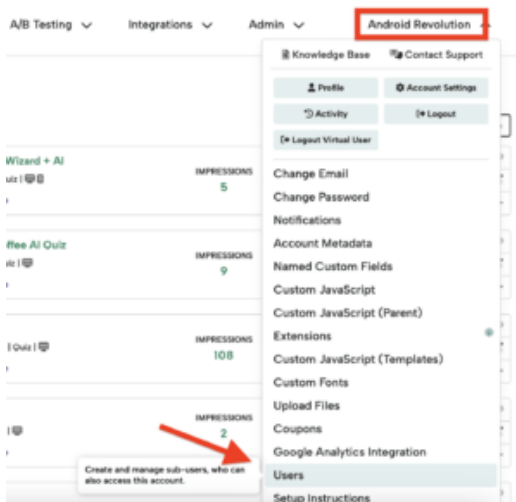 A/B Testing
Integrations
Admin
Android Revolution
Knowledge Base
Contact Support
Profile
Account Settings
Activity
Logout
Logout Virtual User
Wizard + AI
IMPRESSIONS
5
Change Email
Change Password
Notifications
Account Metadata
Named Custom Fields
Custom JavaScript
Custom JavaScript (Parent)
Extensions
Custom JavaScript (Templates)
Custom Fonts
Upload Files
Coupons
Google Analytics Integration
Users
Setup Instructions
ffee AI Quiz
IMPRESSIONS
9
| Quiz |
IMPRESSIONS
108
IMPRESSIONS
2
Create and manage sub-users, who can
also access this account.